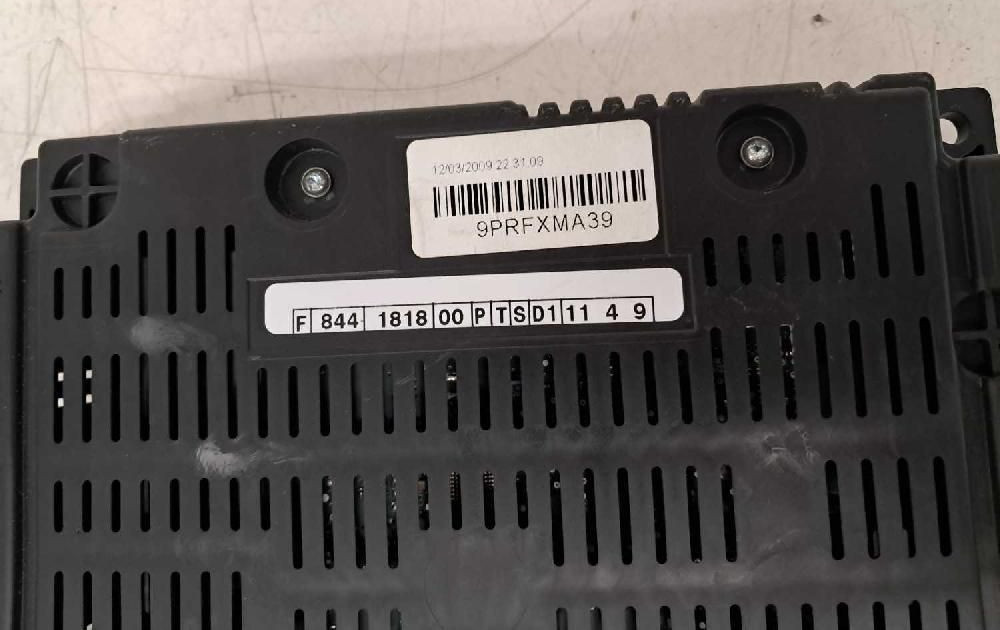 12/03/2009 22.31.09
9PRFXMA39
F 844 1818 00 P T S D1 11 4 9